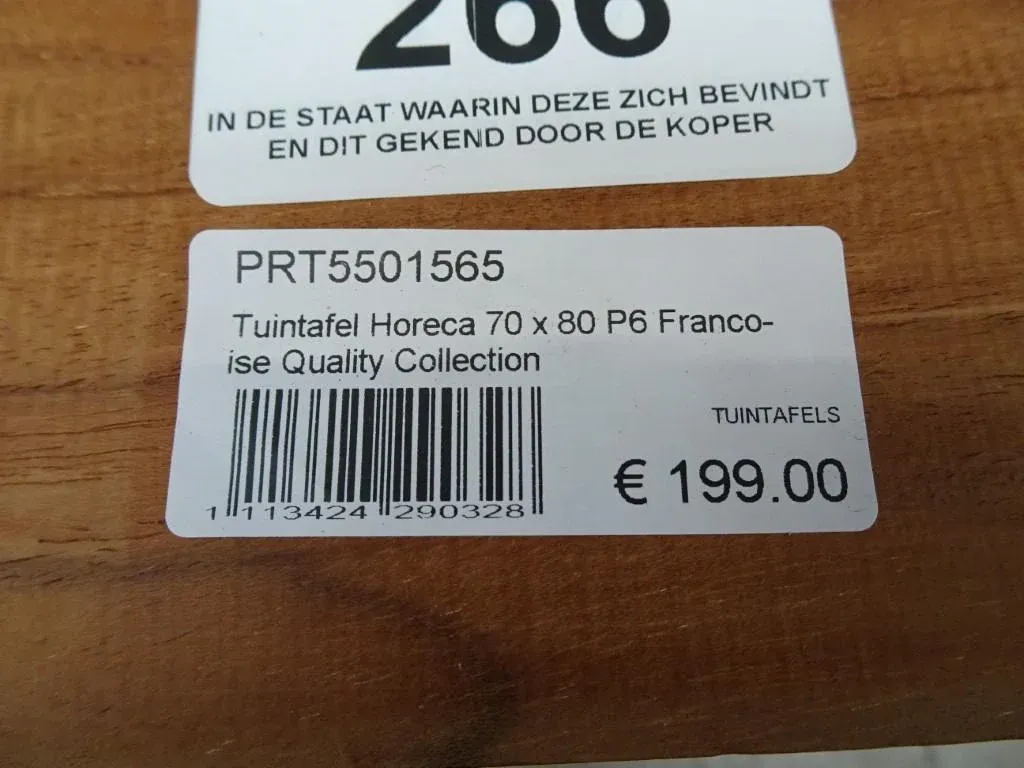 266
IN DE STAAT WAARIN DEZE ZICH BEVINDT
EN DIT GEKEND DOOR DE KOPER
PRT5501565
Tuintafel Horeca 70 x 80 P6 Franco-
ise Quality Collection
TUINTAFELS
€ 199.00
1 113424 290328